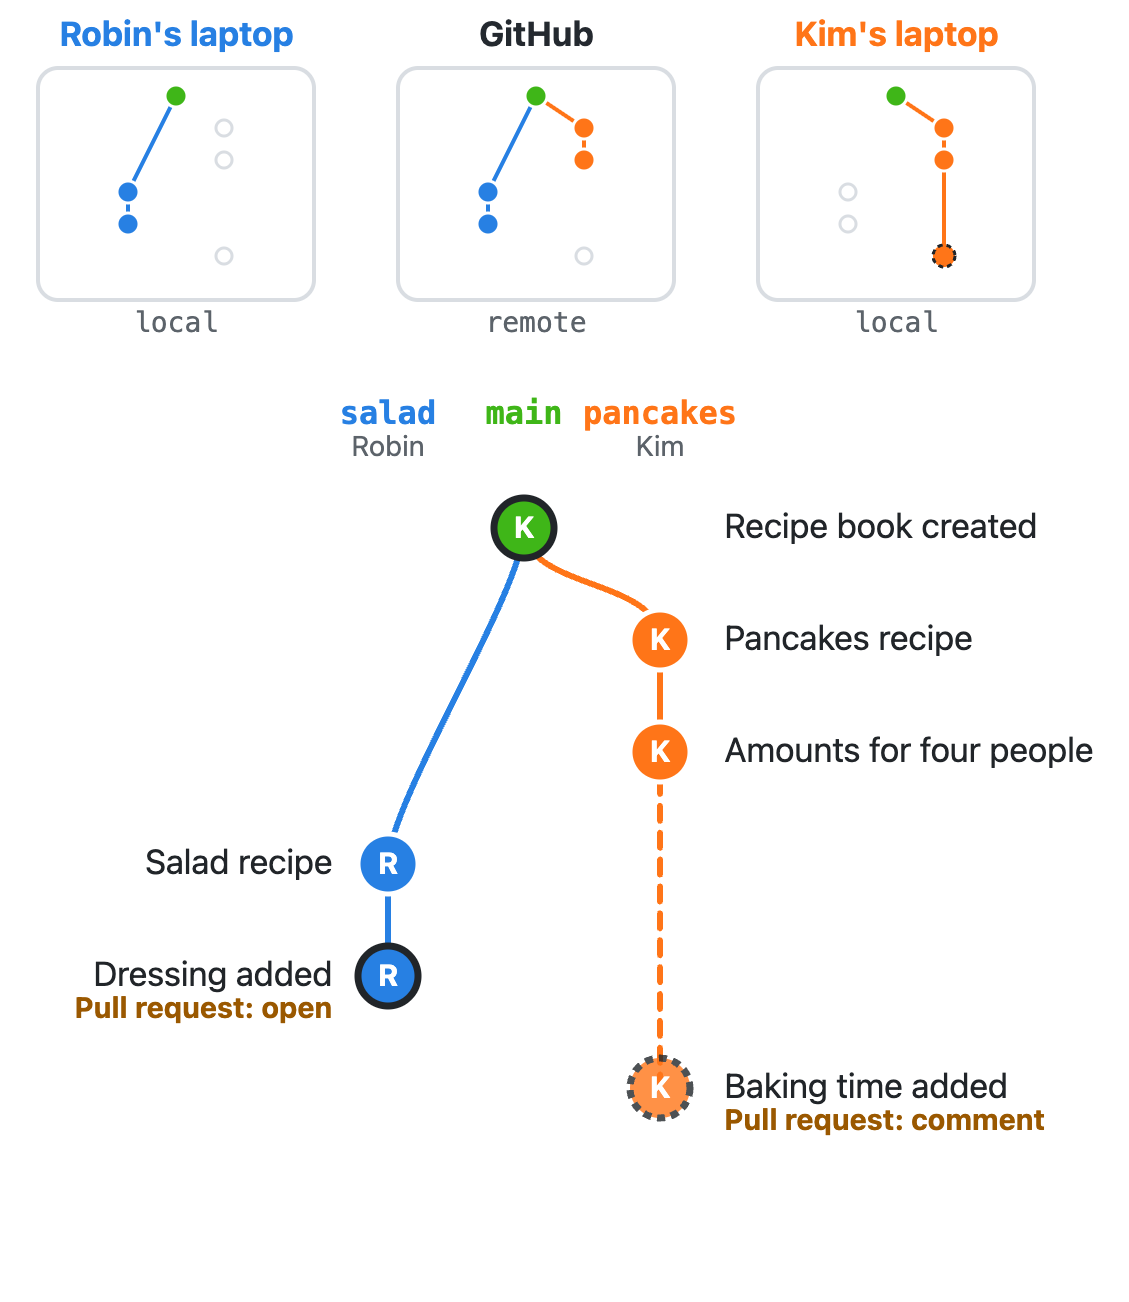 Robin's laptop
GitHub
Kim's laptop
local
remote
local
salad
main
pancakes
Robin
Kim
K
Recipe book created
K
Pancakes recipe
K
Amounts for four people
Salad recipe
R
Dressing added
R
Pull request: open
K
Baking time added
Pull request: comment